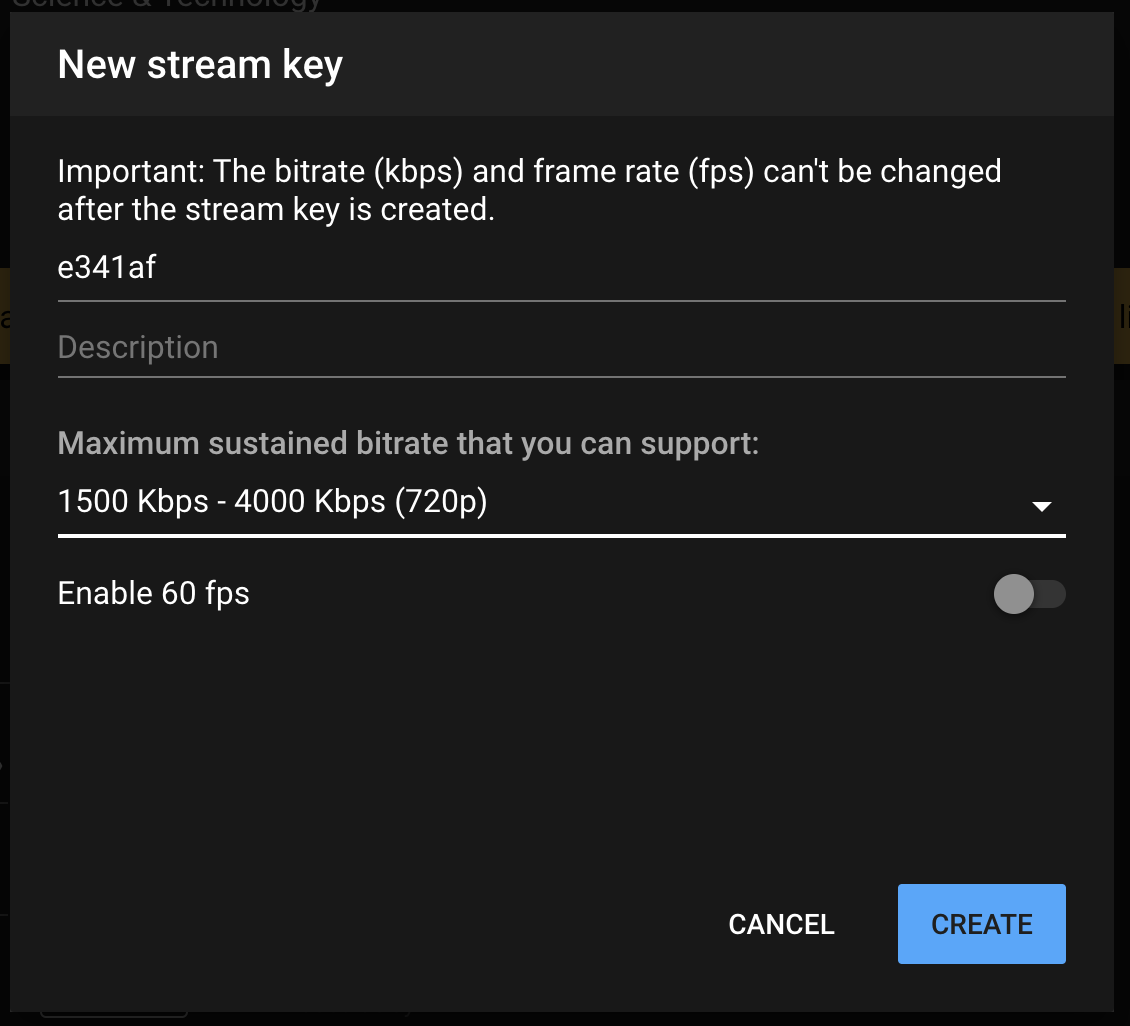 Science & Technology
New stream key
Important: The bitrate (kbps) and frame rate (fps) can't be changed
after the stream key is created.
e341af
Description
Maximum sustained bitrate that you can support:
1500 Kbps - 4000 Kbps (720p)
Enable 60 fps
CANCEL
CREATE